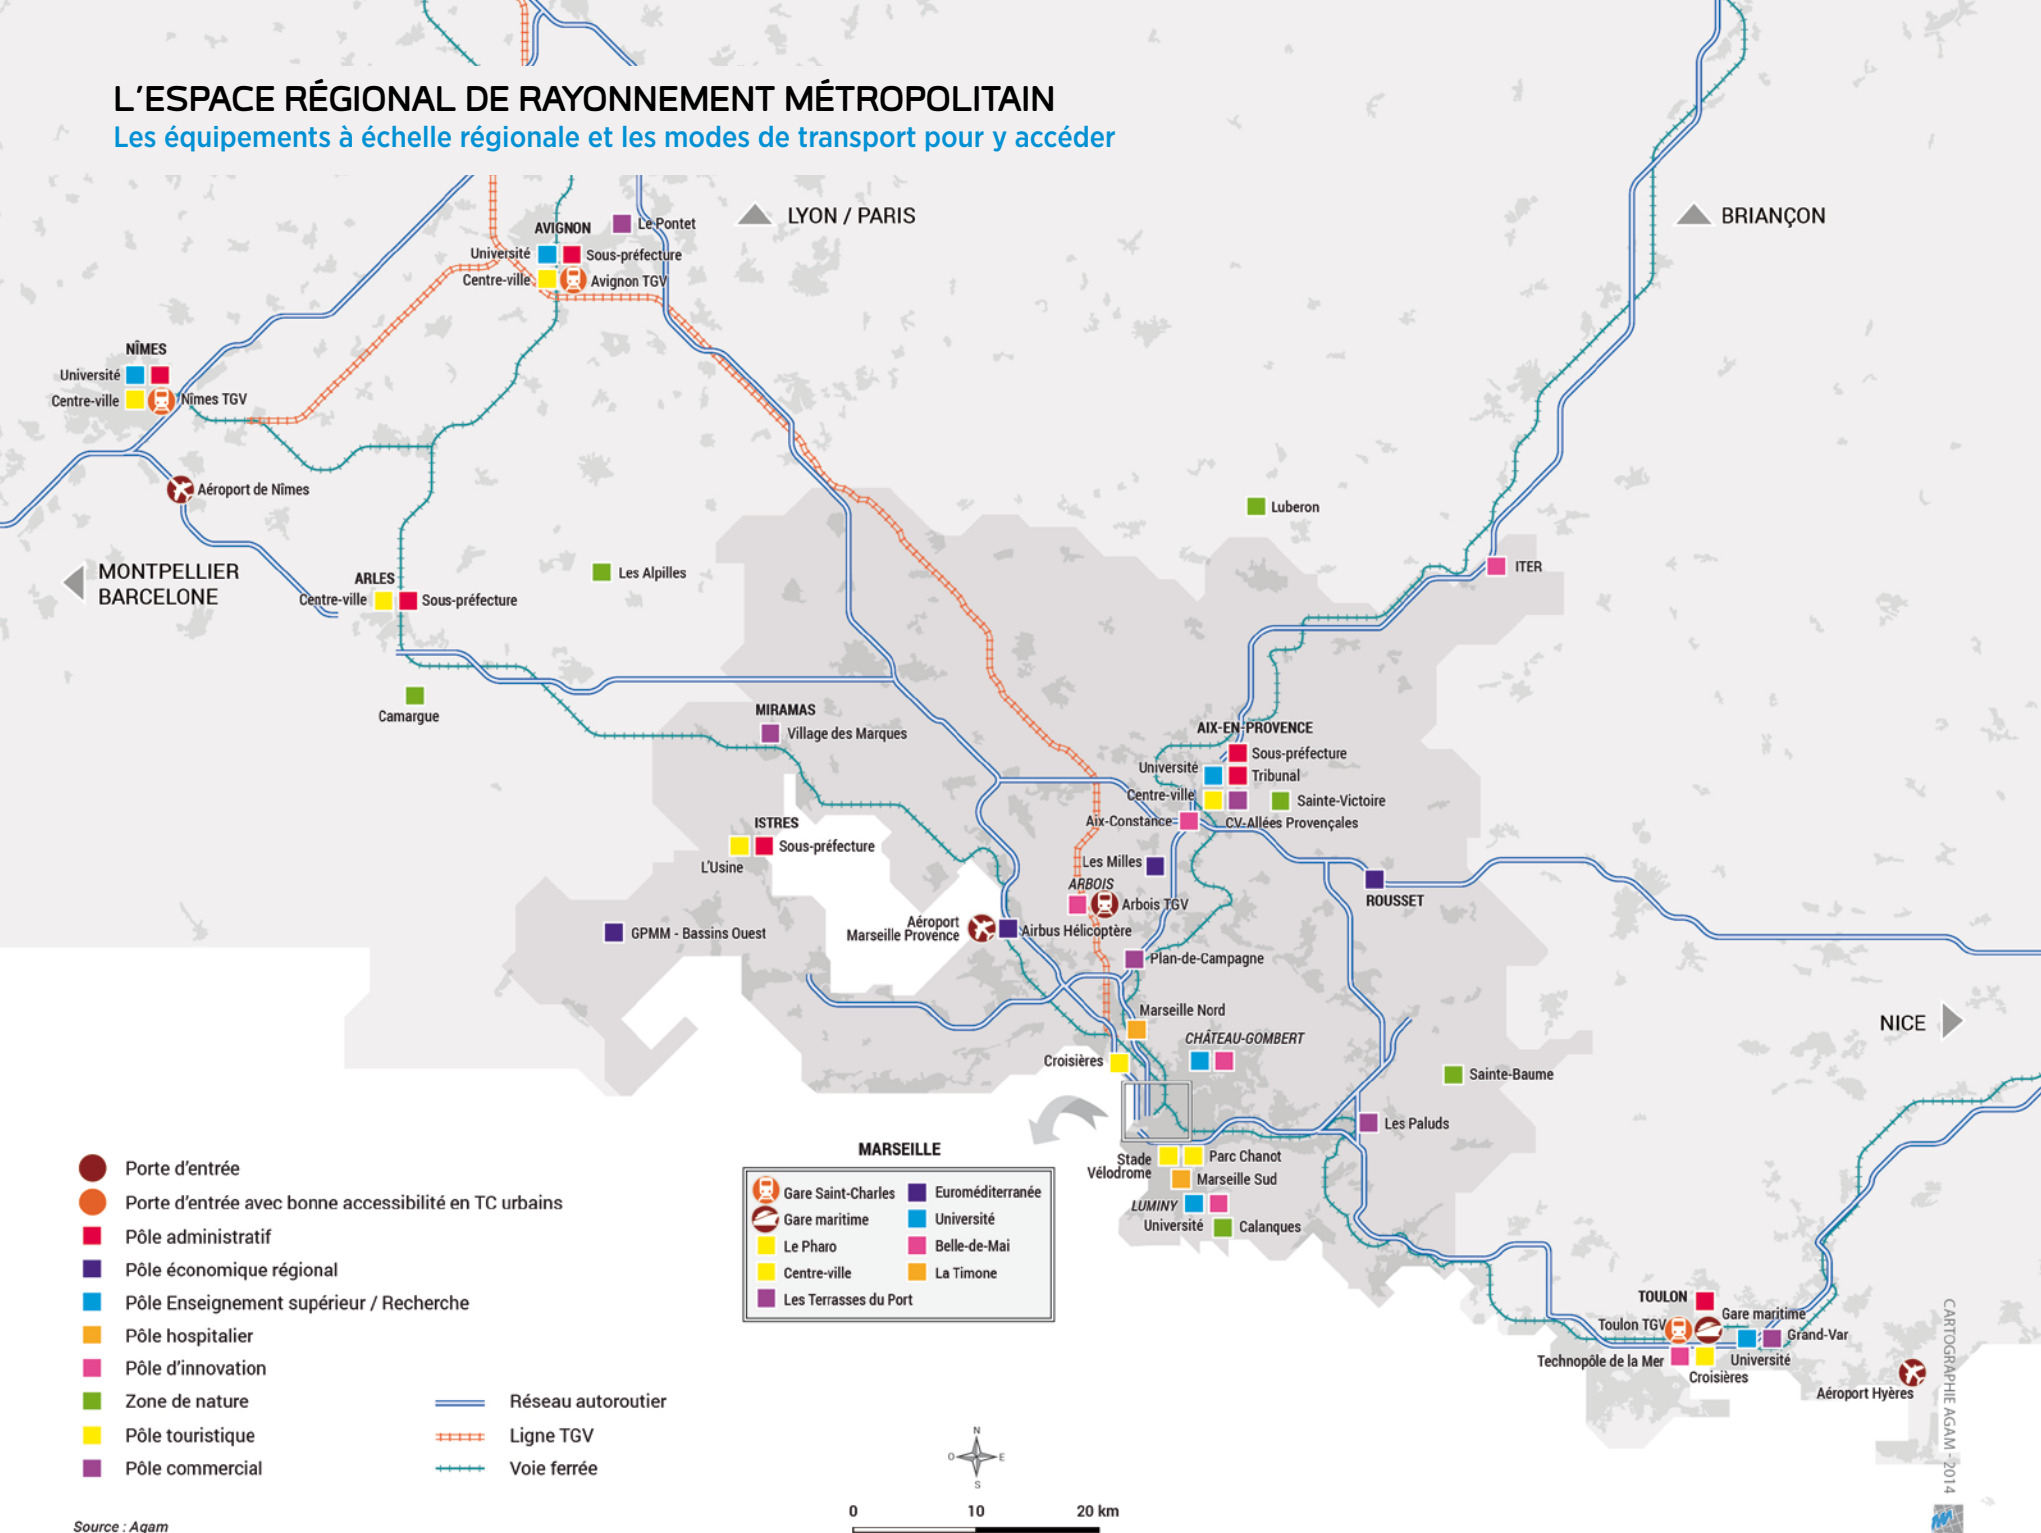 L'ESPACE RÉGIONAL DE RAYONNEMENT MÉTROPOLITAIN
Les équipements à échelle régionale et les modes de transport pour y accéder
LYON / PARIS
BRIANÇON
AVIGNON
Le Pontet
Université
Sous-préfecture
Centre-ville
Avignon TGV
NÎMES
Université
Centre-ville
Nîmes TGV
Aéroport de Nîmes
Luberon
MONTPELLIER
BARCELONE
ARLES
Centre-ville
Sous-préfecture
Les Alpilles
ITER
Camargue
MIRAMAS
Village des Marques
AIX-EN-PROVENCE
Sous-préfecture
Université
Tribunal
Centre-ville
Sainte-Victoire
Aix-Constance
CV-Allées Provençales
ISTRES
Sous-préfecture
L'Usine
Les Milles
ARBOIS
Arbois TGV
ROUSSET
GPMM - Bassins Ouest
Aéroport
Marseille Provence
Airbus Hélicoptère
Plan-de-Campagne
Marseille Nord
NICE
CHÂTEAU-GOMBERT
Croisières
Sainte-Baume
Les Paluds
Stade
Vélodrome
Parc Chanot
Marseille Sud
LUMINY
Université
Calanques
MARSEILLE
Gare Saint-Charles
Euroméditerranée
Gare maritime
Université
Le Pharo
Belle-de-Mai
Centre-ville
La Timone
Les Terrasses du Port
TOULON
Gare maritime
Toulon TGV
Grand-Var
Technopôle de la Mer
Université
Croisières
Aéroport Hyères
Porte d'entrée
Porte d'entrée avec bonne accessibilité en TC urbains
Pôle administratif
Pôle économique régional
Pôle Enseignement supérieur / Recherche
Pôle hospitalier
Pôle d'innovation
Zone de nature
Pôle touristique
Pôle commercial
Réseau autoroutier
Ligne TGV
Voie ferrée
N
O
E
S
0 10 20 km
Source : Agam
CARTOGRAPHIE AGAM - 2014